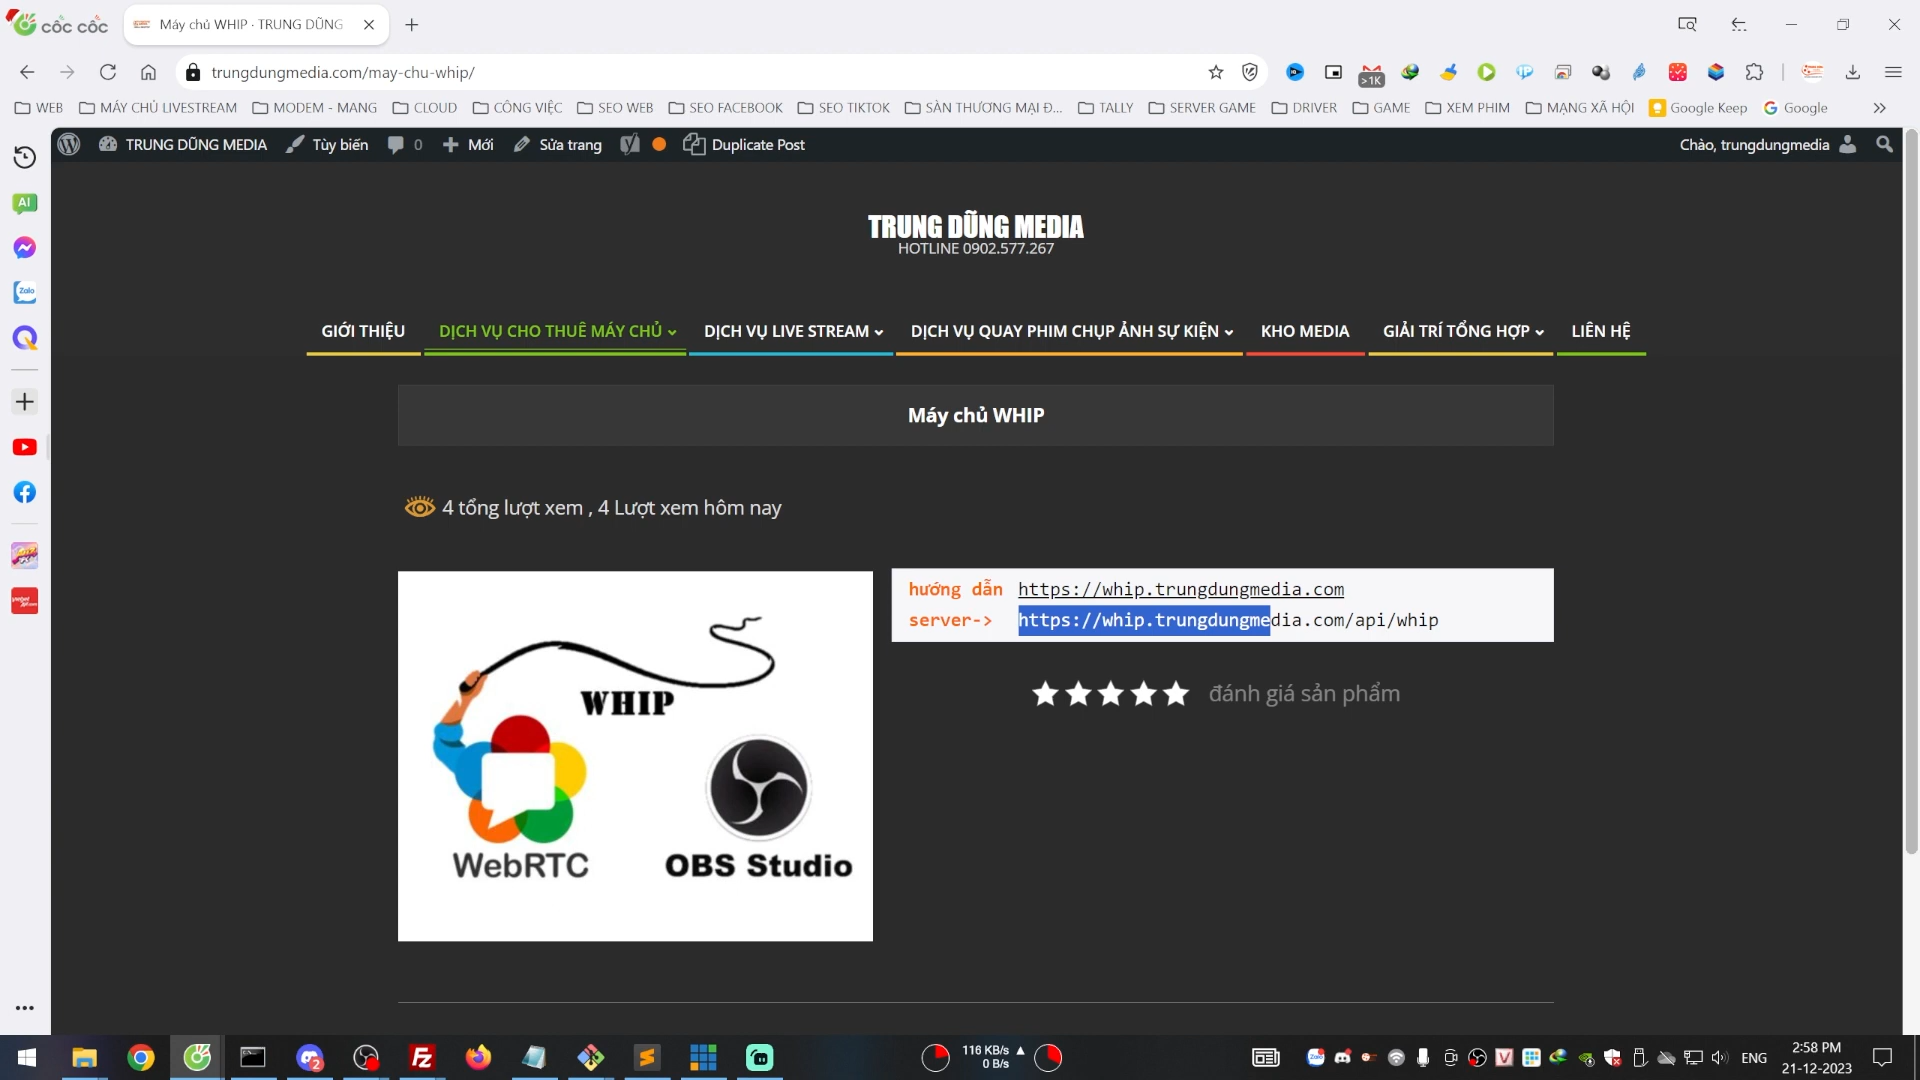 cốc cốc
Máy chủ WHIP · TRUNG DŨNG
trungdungmedia.com/may-chu-whip/
>1K
WEB MÁY CHỦ LIVESTREAM MODEM - MANG CLOUD CÔNG VIỆC SEO WEB SEO FACEBOOK SEO TIKTOK SÀN THƯƠNG MẠI Đ... TALLY SERVER GAME DRIVER GAME XEM PHIM MẠNG XÃ HỘI Google Keep Google
TRUNG DŨNG MEDIA Tùy biến 0 Mới Sửa trang Duplicate Post Chào, trungdungmedia
AI
Zalo
TRUNG DŨNG MEDIA
HOTLINE 0902.577.267
GIỚI THIỆU DỊCH VỤ CHO THUÊ MÁY CHỦ DỊCH VỤ LIVE STREAM DỊCH VỤ QUAY PHIM CHỤP ẢNH SỰ KIỆN KHO MEDIA GIẢI TRÍ TỔNG HỢP LIÊN HỆ
Máy chủ WHIP
4 tổng lượt xem , 4 Lượt xem hôm nay
hướng dẫn https://whip.trungdungmedia.com
server-> https://whip.trungdungmedia.com/api/whip
đánh giá sản phẩm
WHIP
WebRTC OBS Studio
116 KB/s
0 B/s
ENG
2:58 PM
21-12-2023